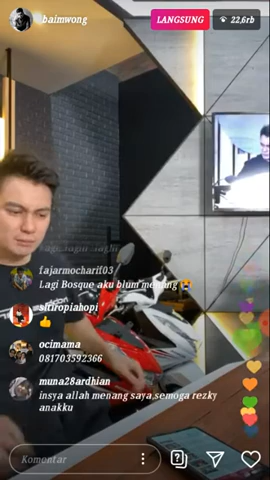 baimwong
LANGSUNG
22,6rb
fajarmocharif03
Lagi Bosque aku blum menang 😭
sitiropiahopi
👍
ocimama
081703592366
muna28ardhian
insya allah menang saya,semoga rezky
anakku
Komentar